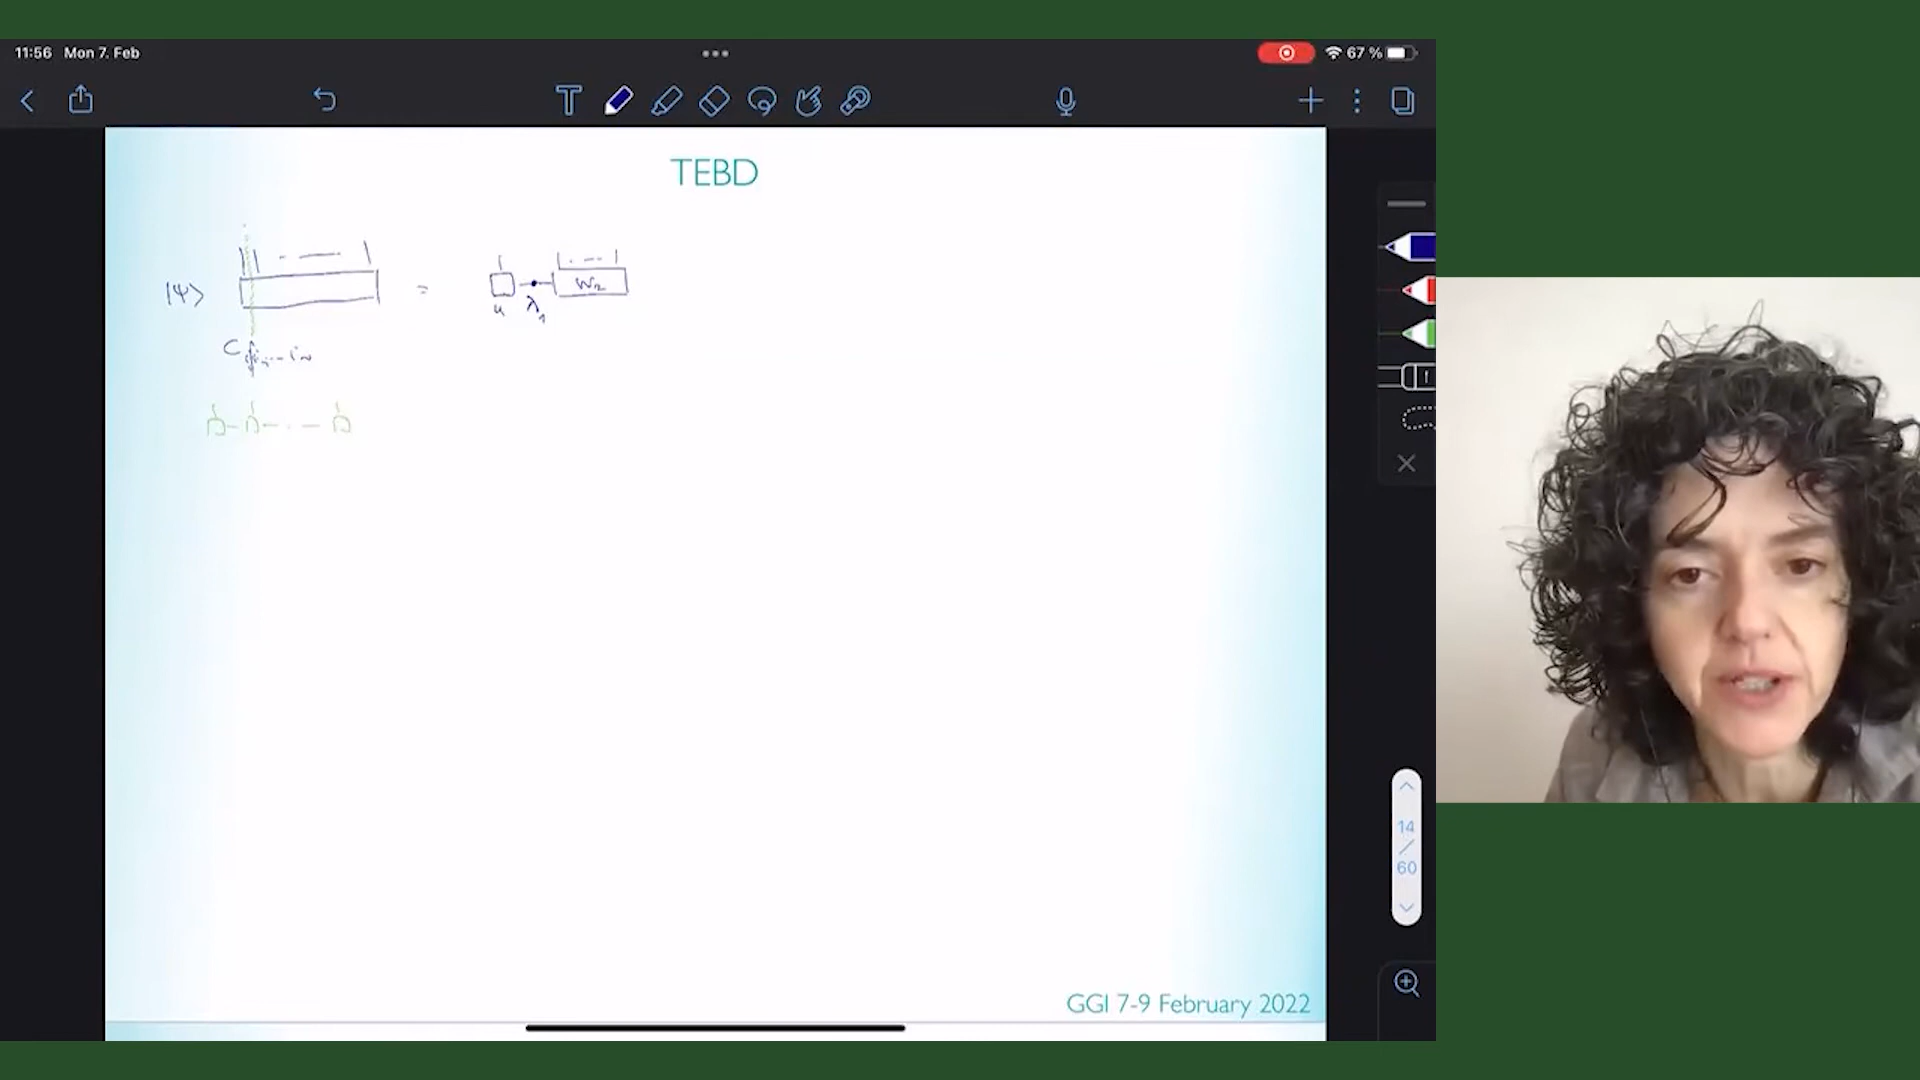 11:56 Mon 7. Feb
67 %
TEBD
|Ψ⟩ = u λ₁ W₂
14
60
GGI 7-9 February 2022